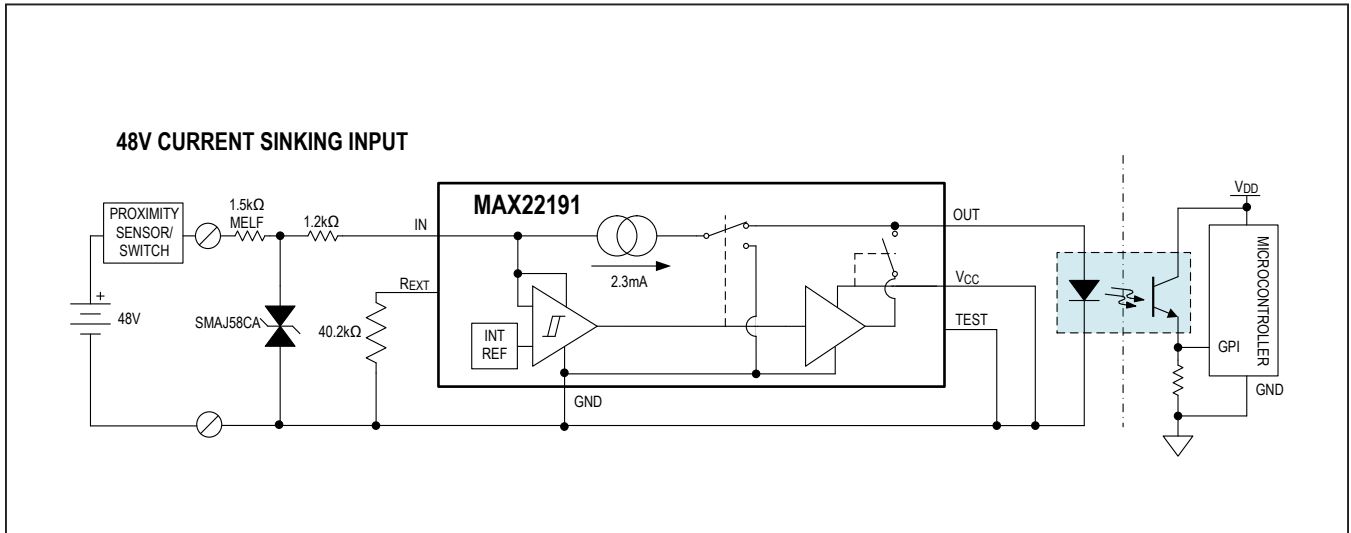 48V CURRENT SINKING INPUT
PROXIMITY
SENSOR/
SWITCH
1.5kΩ
MELF
1.2kΩ
IN
MAX22191
OUT
VDD
MICROCONTROLLER
2.3mA
REXT
VCC
48V
+
SMAJ58CA
40.2kΩ
INT
REF
TEST
GPI
GND
GND